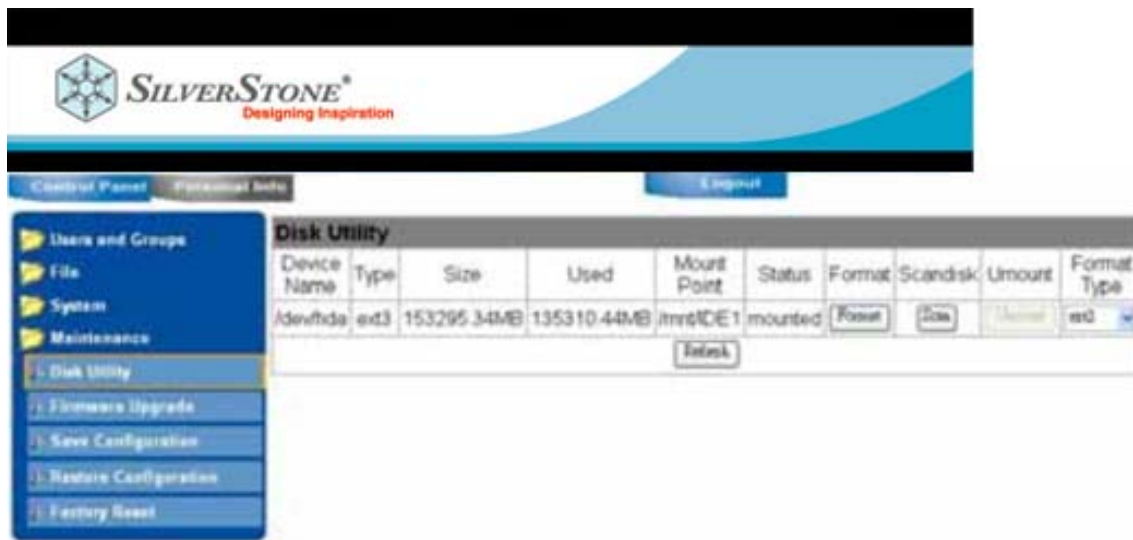 SILVERSTONE®
Designing Inspiration
Control Panel Personal Info Logout
Users and Groups
File
System
Maintenance
Disk Utility
Firmware Upgrade
Save Configuration
Restore Configuration
Factory Reset
Disk Utility
Device Name Type Size Used Mount Point Status Format Scandisk Umount Format Type
/dev/hda ext3 153295.34MB 135310.44MB /mnt/IDE1 mounted Format Scan Umount ext3
Refresh